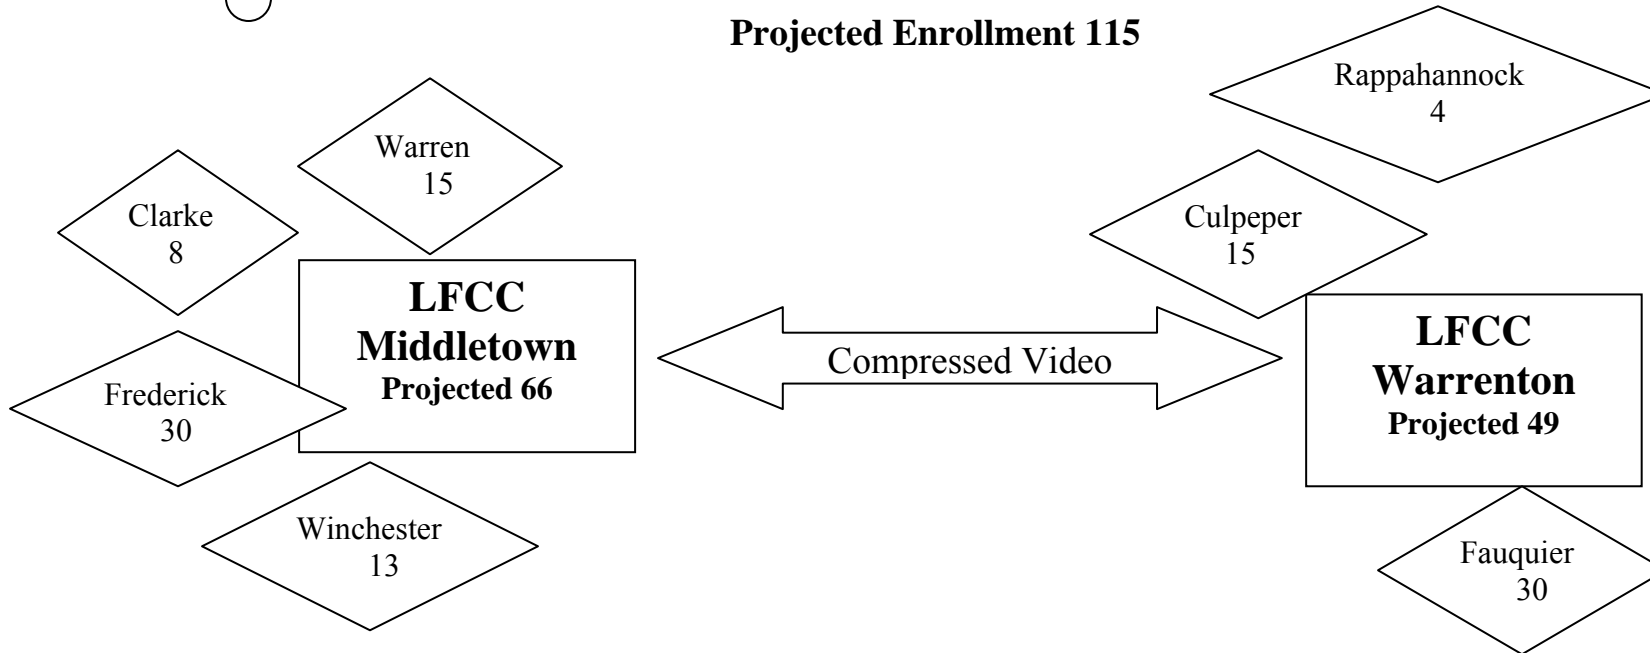 Projected Enrollment 115
Rappahannock
4
Warren
15
Clarke
8
Culpeper
15
LFCC
Middletown
Projected 66
Compressed Video
LFCC
Warrenton
Projected 49
Frederick
30
Winchester
13
Fauquier
30